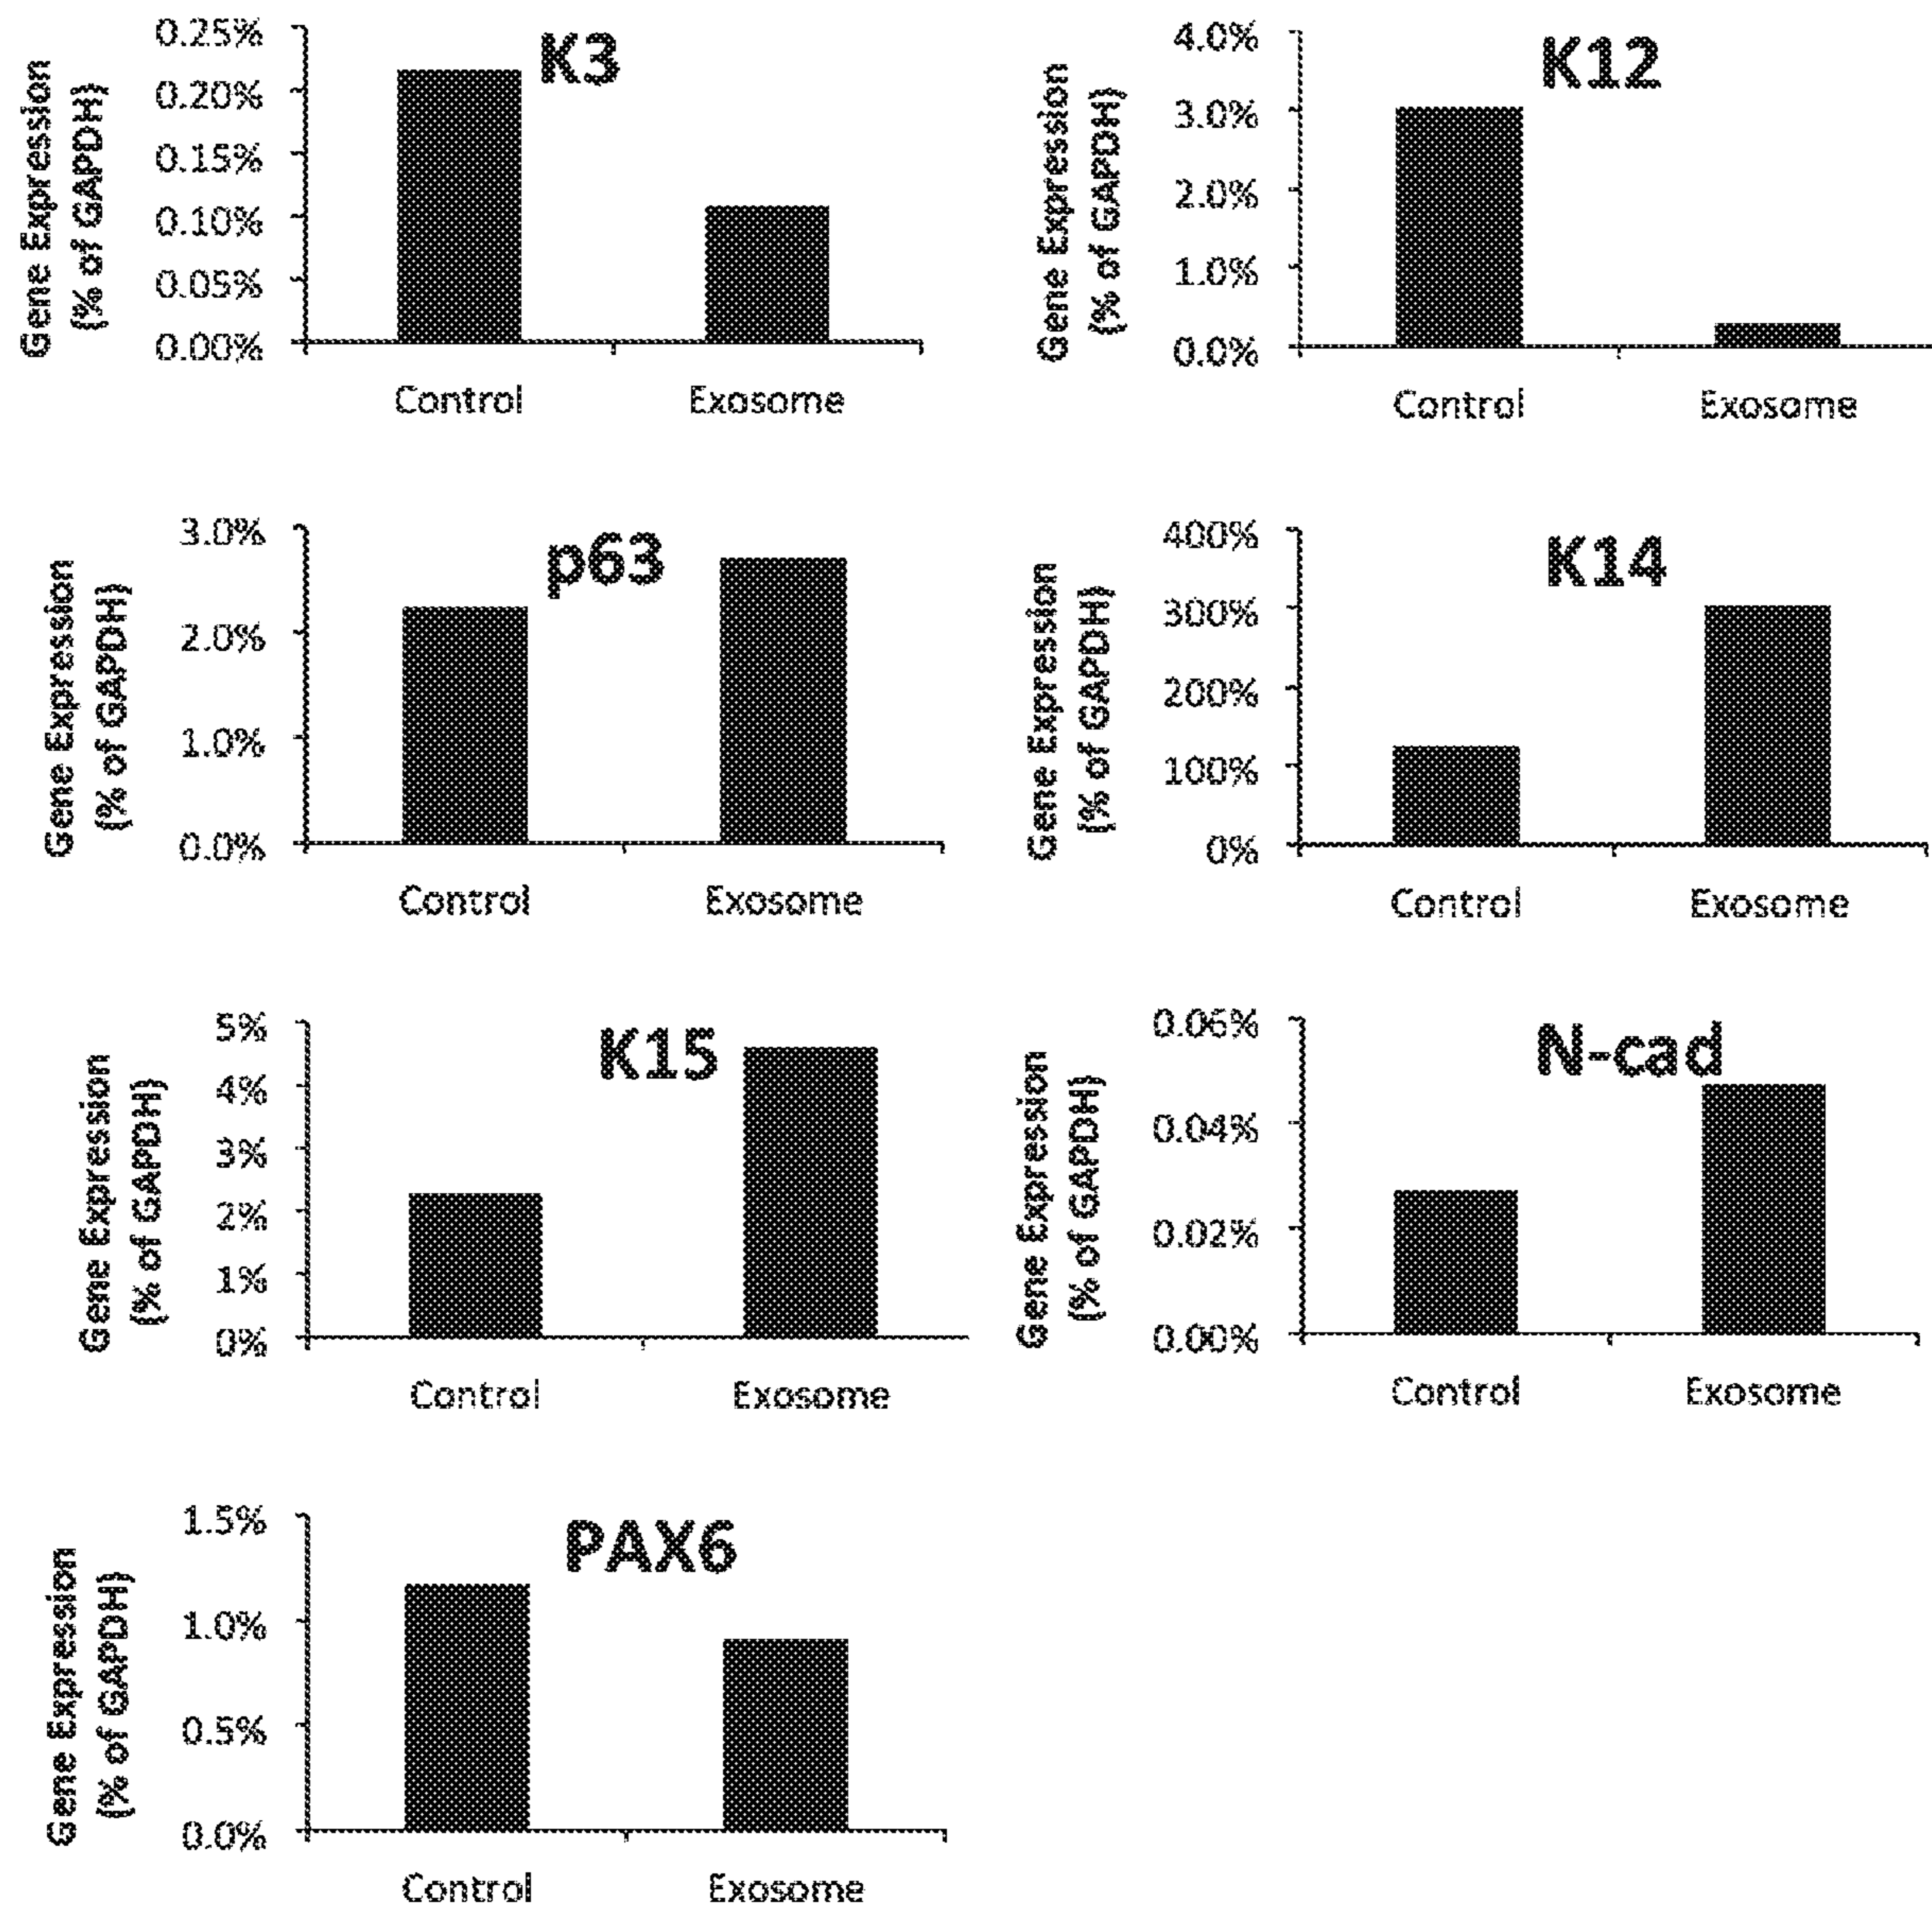 K3
Gene Expression
(% of GAPDH)
0.25%
0.20%
0.15%
0.10%
0.05%
0.00%
Control Exosome
K12
Gene Expression
(% of GAPDH)
4.0%
3.0%
2.0%
1.0%
0.0%
Control Exosome
p63
Gene Expression
(% of GAPDH)
3.0%
2.0%
1.0%
0.0%
Control Exosome
K14
Gene Expression
(% of GAPDH)
400%
300%
200%
100%
0%
Control Exosome
K15
Gene Expression
(% of GAPDH)
5%
4%
3%
2%
1%
0%
Control Exosome
N-cad
Gene Expression
(% of GAPDH)
0.06%
0.04%
0.02%
0.00%
Control Exosome
PAX6
Gene Expression
(% of GAPDH)
1.5%
1.0%
0.5%
0.0%
Control Exosome